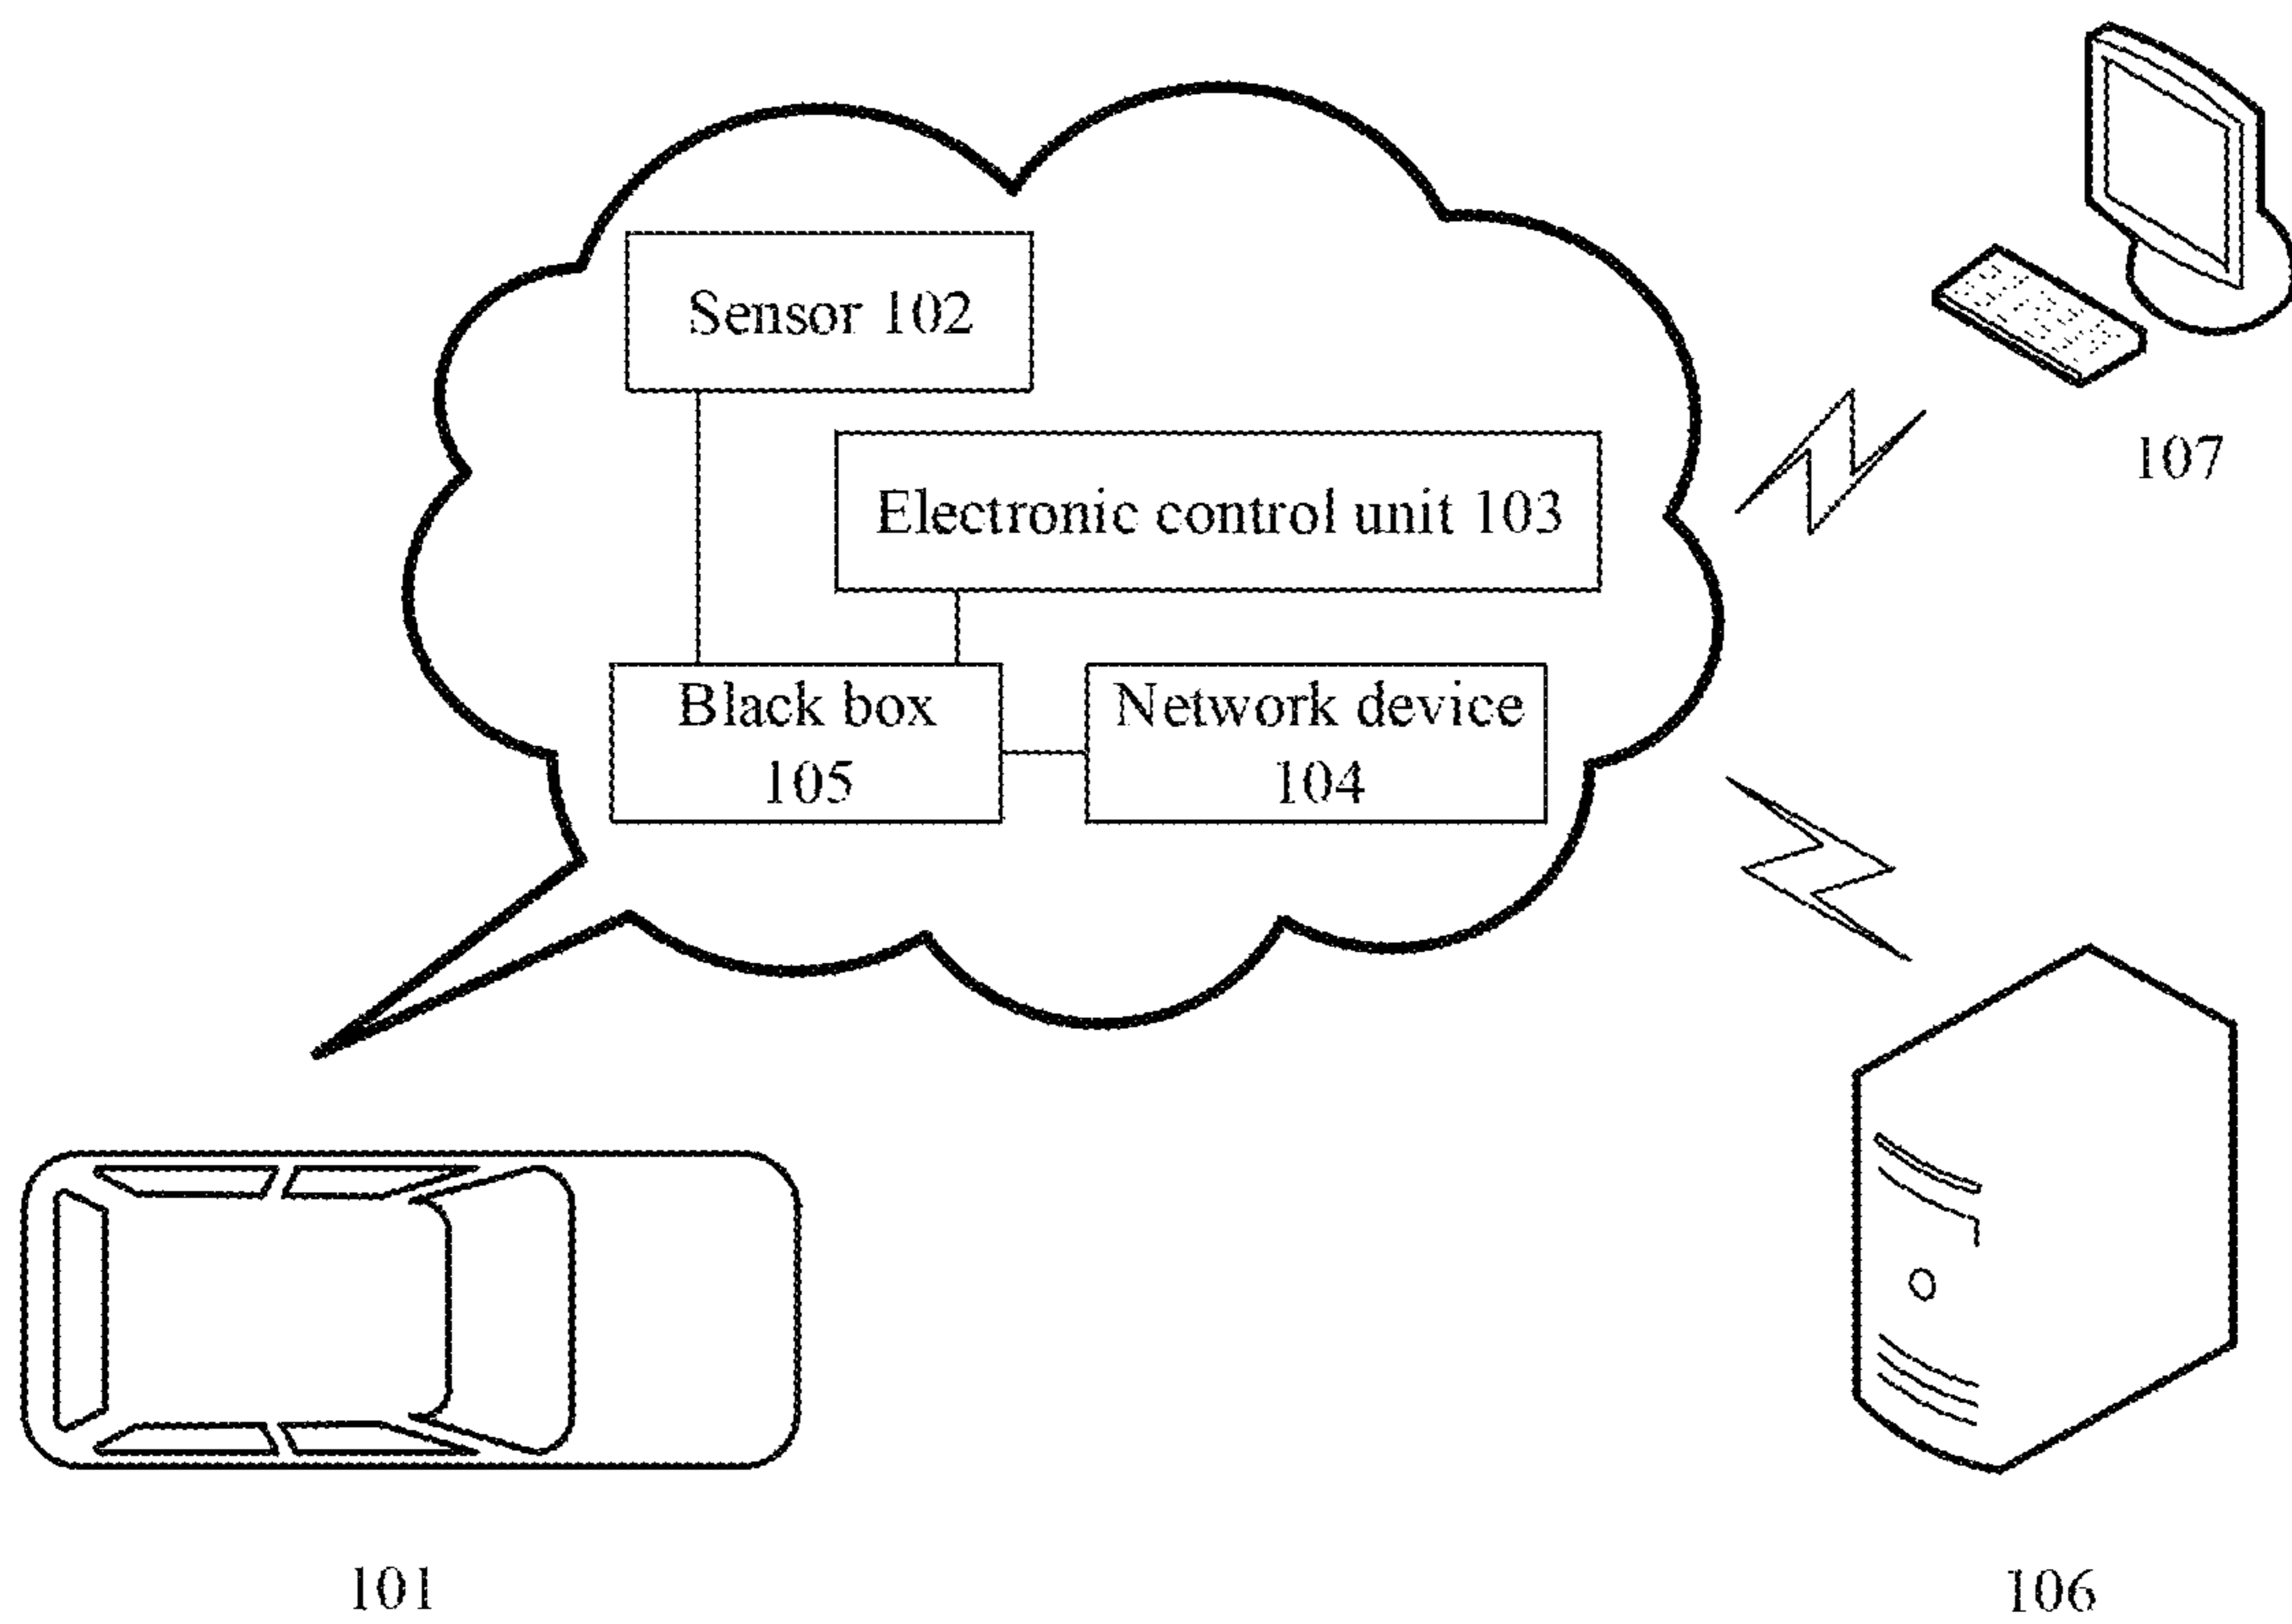 Sensor 102
Electronic control unit 103
107
Black box
105
Network device
104
101
106